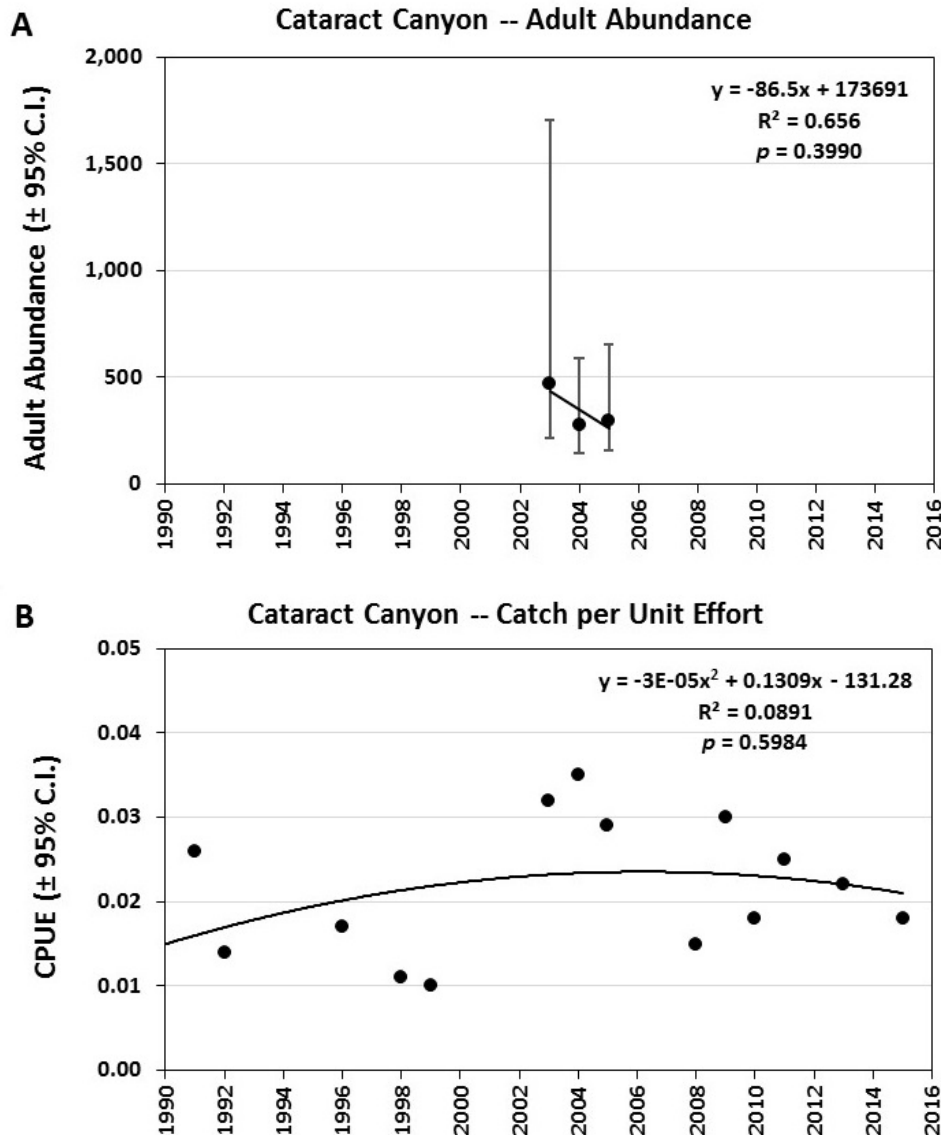 A
Cataract Canyon -- Adult Abundance
Adult Abundance (± 95% C.I.)
2,000
1,500
1,000
500
0
y = -86.5x + 173691
R² = 0.656
p = 0.3990
1990 1992 1994 1996 1998 2000 2002 2004 2006 2008 2010 2012 2014 2016
B
Cataract Canyon -- Catch per Unit Effort
CPUE (± 95% C.I.)
0.05
0.04
0.03
0.02
0.01
0.00
y = -3E-05x² + 0.1309x - 131.28
R² = 0.0891
p = 0.5984
1990 1992 1994 1996 1998 2000 2002 2004 2006 2008 2010 2012 2014 2016